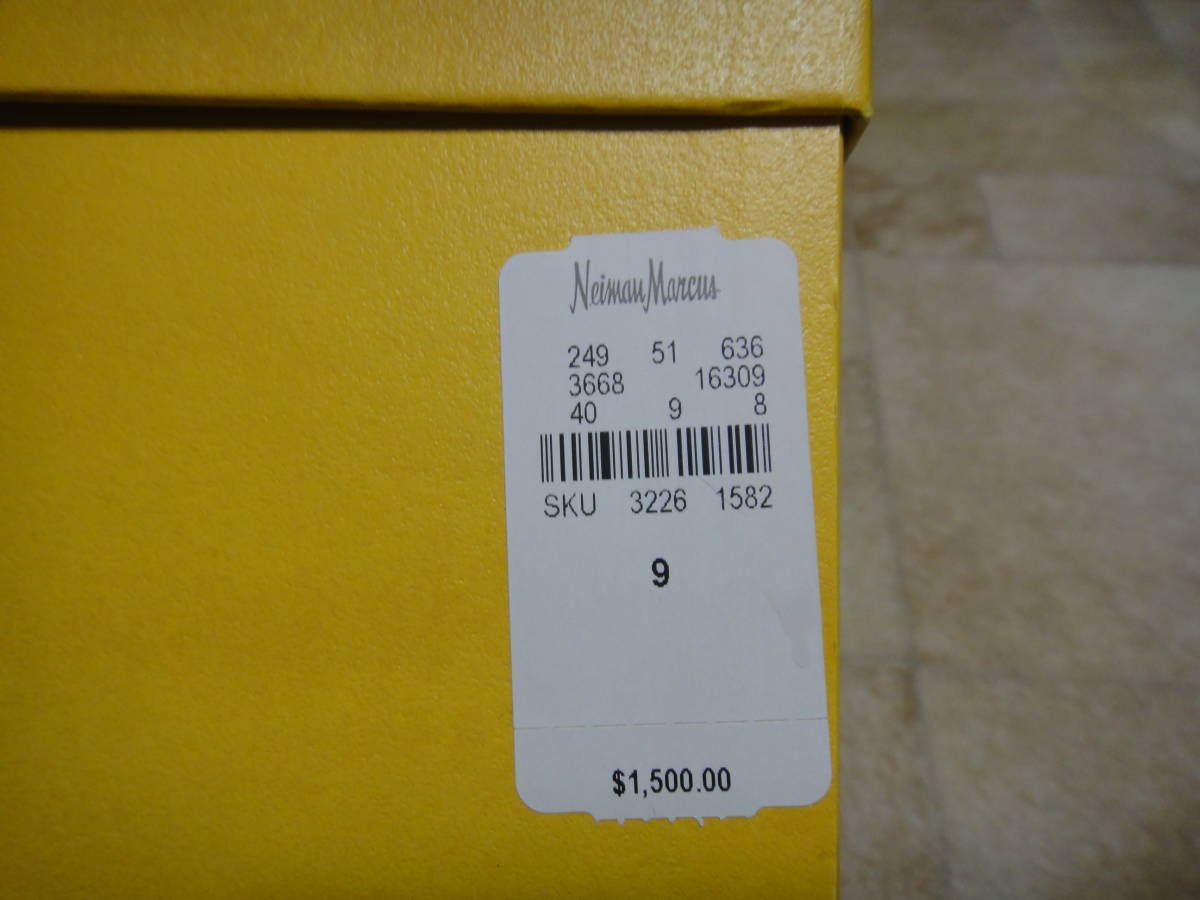 Neiman Marcus
249 51 636
3668 16309
40 9 8
SKU 3226 1582
9
$1,500.00